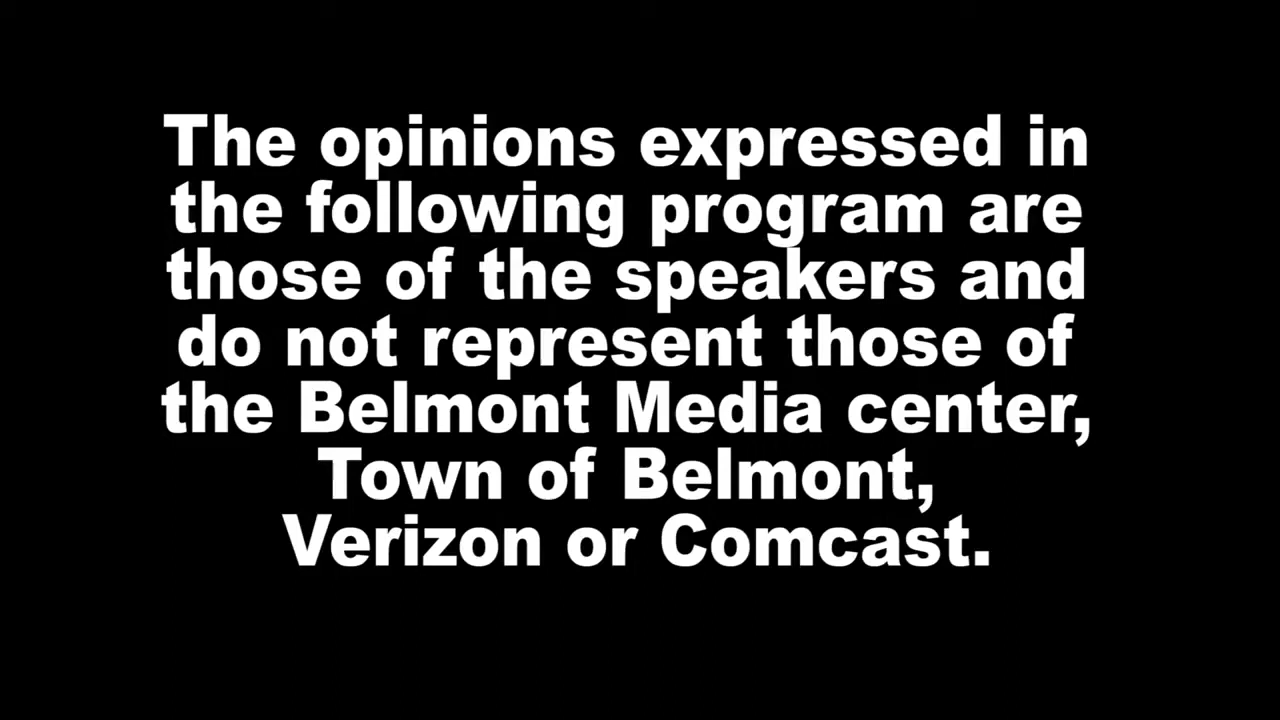 The opinions expressed in
the following program are
those of the speakers and
do not represent those of
the Belmont Media center,
Town of Belmont,
Verizon or Comcast.